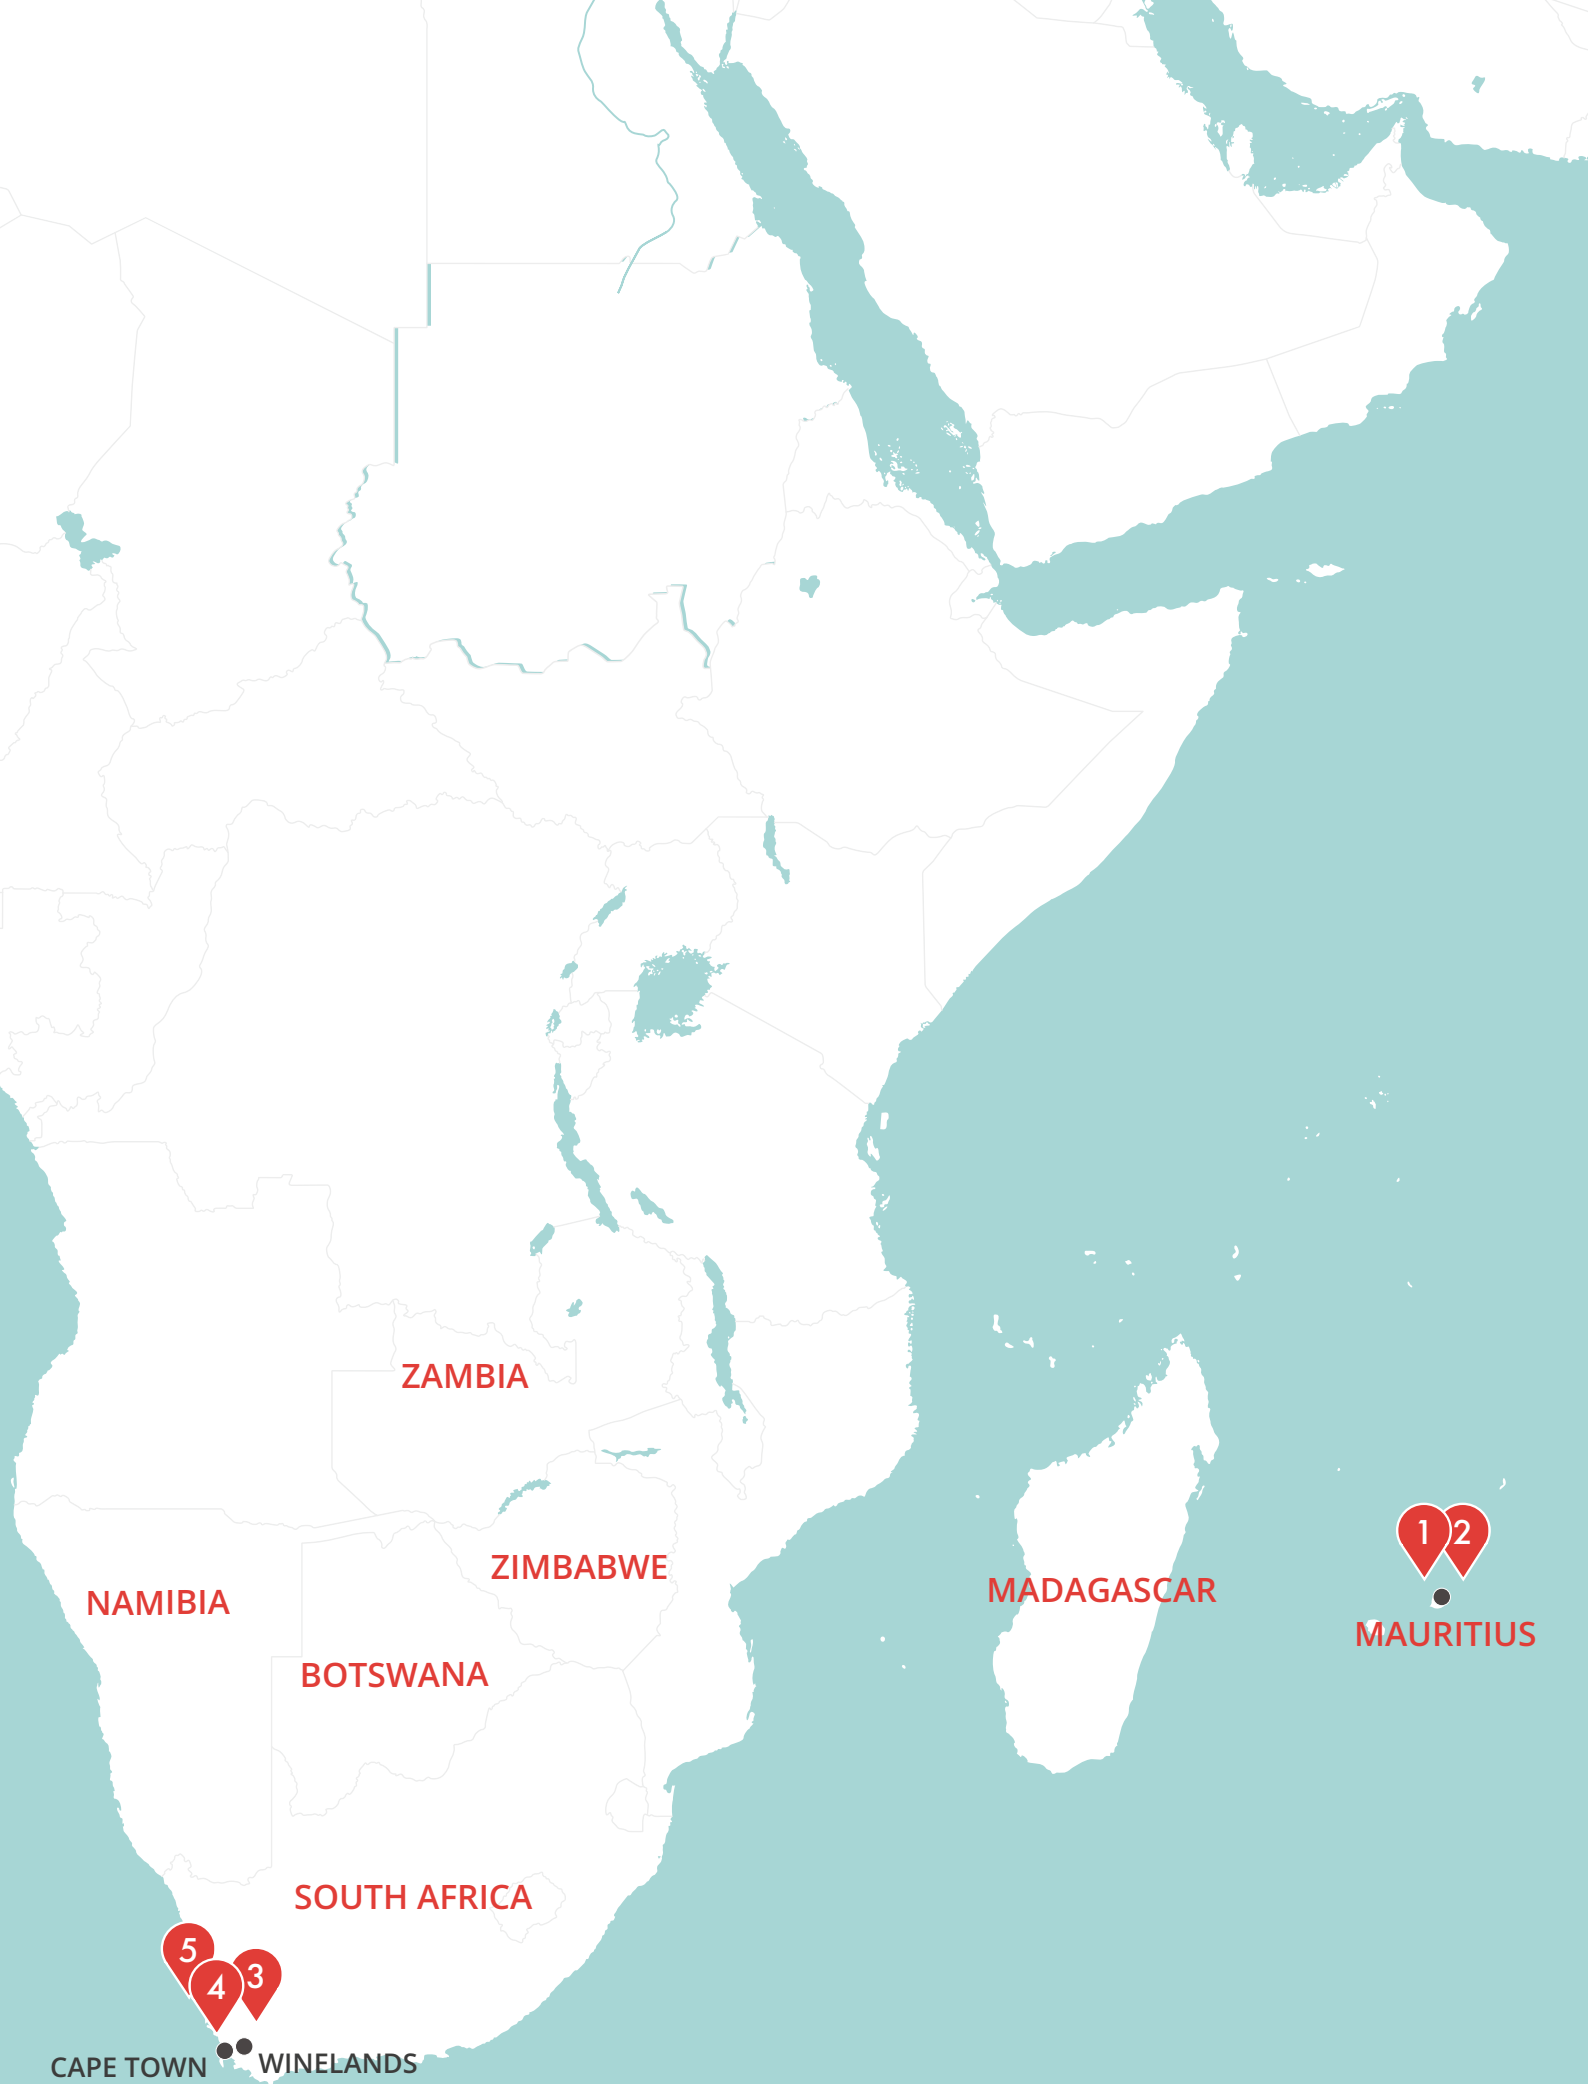 ZAMBIA
1 2
ZIMBABWE
MADAGASCAR
NAMIBIA
MAURITIUS
BOTSWANA
SOUTH AFRICA
5
4 3
CAPE TOWN
WINELANDS